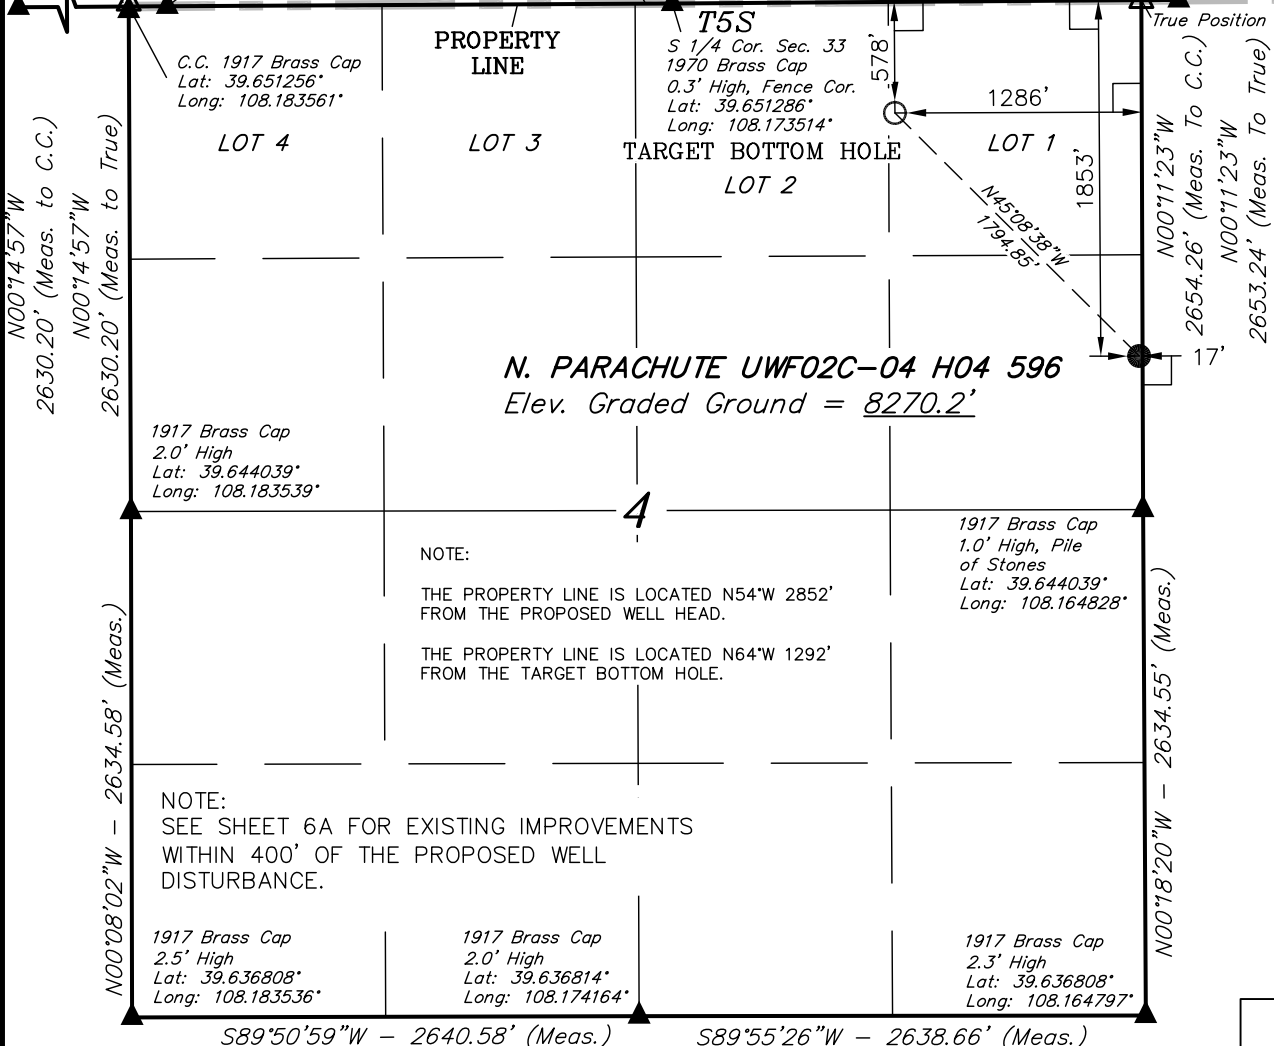 True Position
T5S
S 1/4 Cor. Sec. 33
1970 Brass Cap
0.3' High, Fence Cor.
Lat: 39.651286°
Long: 108.173514°
PROPERTY
LINE
C.C. 1917 Brass Cap
Lat: 39.651256°
Long: 108.183561°
578'
1286'
LOT 4
LOT 3
LOT 1
TARGET BOTTOM HOLE
LOT 2
1853'
N45°08'38"W
1794.85'
N00°14'57"W
2630.20' (Meas. to C.C.)
N00°14'57"W
2630.20' (Meas. to True)
N00°11'23"W
2654.26' (Meas. To C.C.)
N00°11'23"W
2653.24' (Meas. To True)
17'
N. PARACHUTE UWF02C-04 H04 596
Elev. Graded Ground = 8270.2'
1917 Brass Cap
2.0' High
Lat: 39.644039°
Long: 108.183539°
4
1917 Brass Cap
1.0' High, Pile
of Stones
Lat: 39.644039°
Long: 108.164828°
NOTE:
THE PROPERTY LINE IS LOCATED N54°W 2852'
FROM THE PROPOSED WELL HEAD.
THE PROPERTY LINE IS LOCATED N64°W 1292'
FROM THE TARGET BOTTOM HOLE.
N00°08'02"W - 2634.58' (Meas.)
N00°18'20"W - 2634.55' (Meas.)
NOTE:
SEE SHEET 6A FOR EXISTING IMPROVEMENTS
WITHIN 400' OF THE PROPOSED WELL
DISTURBANCE.
1917 Brass Cap
2.5' High
Lat: 39.636808°
Long: 108.183536°
1917 Brass Cap
2.0' High
Lat: 39.636814°
Long: 108.174164°
1917 Brass Cap
2.3' High
Lat: 39.636808°
Long: 108.164797°
S89°50'59"W - 2640.58' (Meas.)
S89°55'26"W - 2638.66' (Meas.)